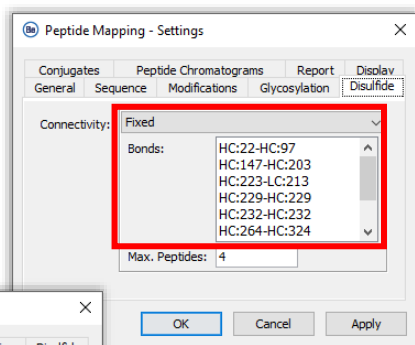 Be Peptide Mapping - Settings
Conjugates Peptide Chromatograms Report Display
General Sequence Modifications Glycosylation Disulfide
Connectivity: Fixed
Bonds: HC:22-HC:97
HC:147-HC:203
HC:223-LC:213
HC:229-HC:229
HC:232-HC:232
HC:264-HC:324
Max. Peptides: 4
OK Cancel Apply